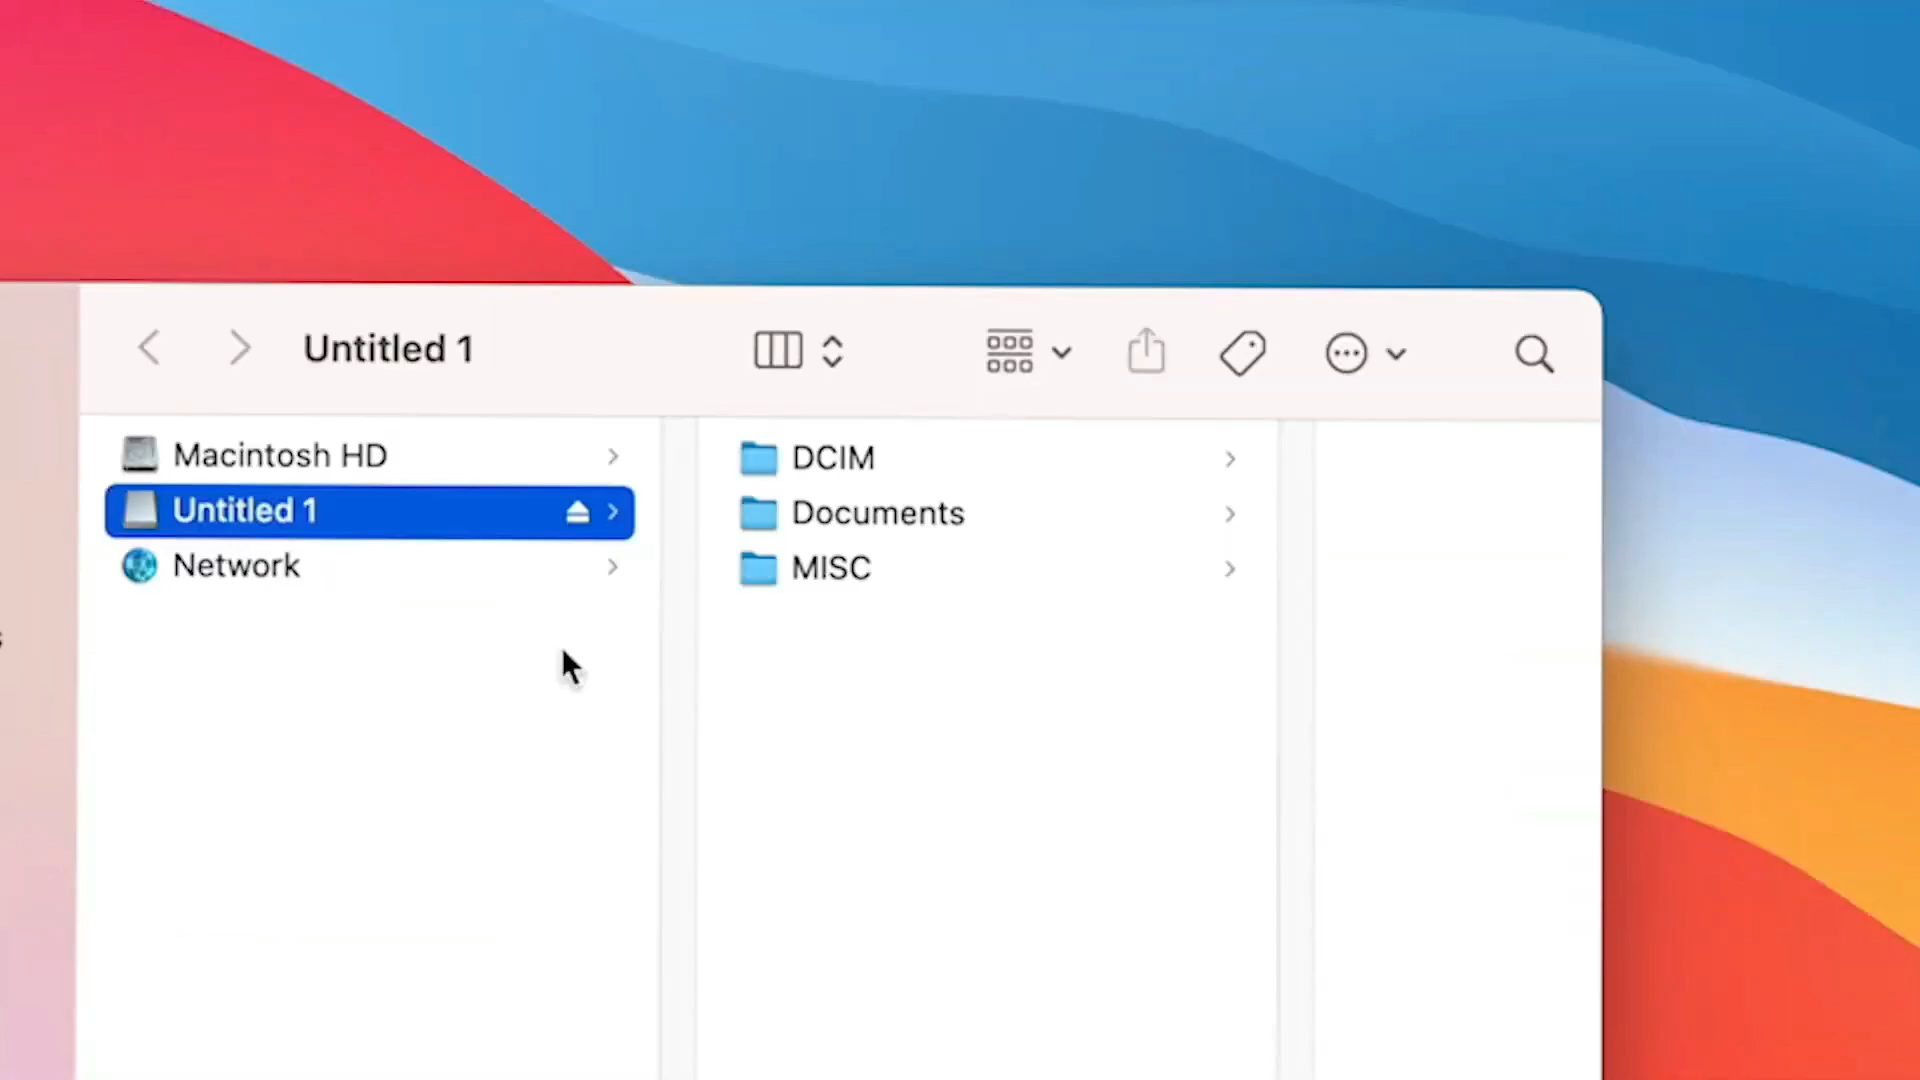 Untitled 1
Macintosh HD
Untitled 1
Network
DCIM
Documents
MISC